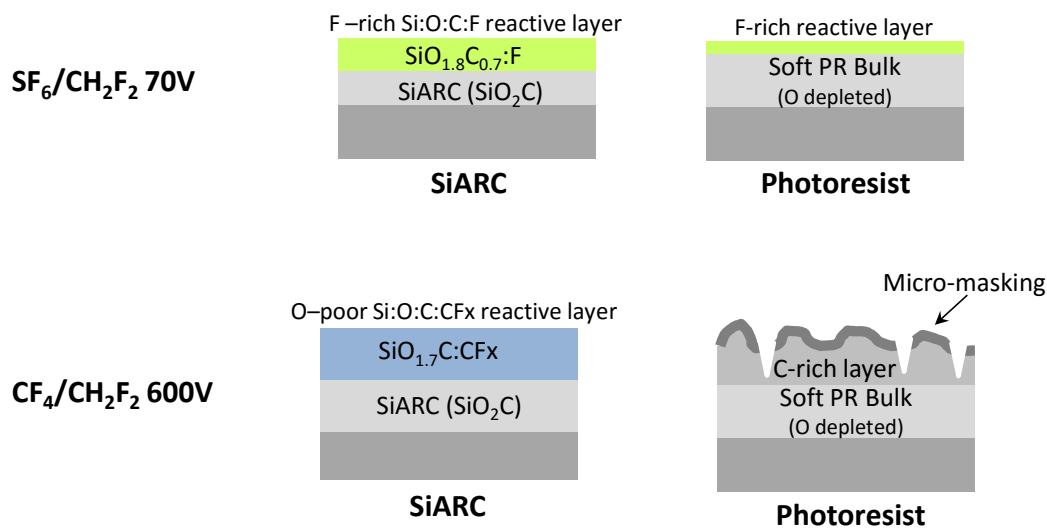 F –rich Si:O:C:F reactive layer
F-rich reactive layer
SF₆/CH₂F₂ 70V
SiO₁.₈C₀.₇:F
SiARC (SiO₂C)
Soft PR Bulk
(O depleted)
SiARC
Photoresist
Micro-masking
O–poor Si:O:C:CFx reactive layer
CF₄/CH₂F₂ 600V
SiO₁.₇C:CFx
SiARC (SiO₂C)
C-rich layer
Soft PR Bulk
(O depleted)
SiARC
Photoresist